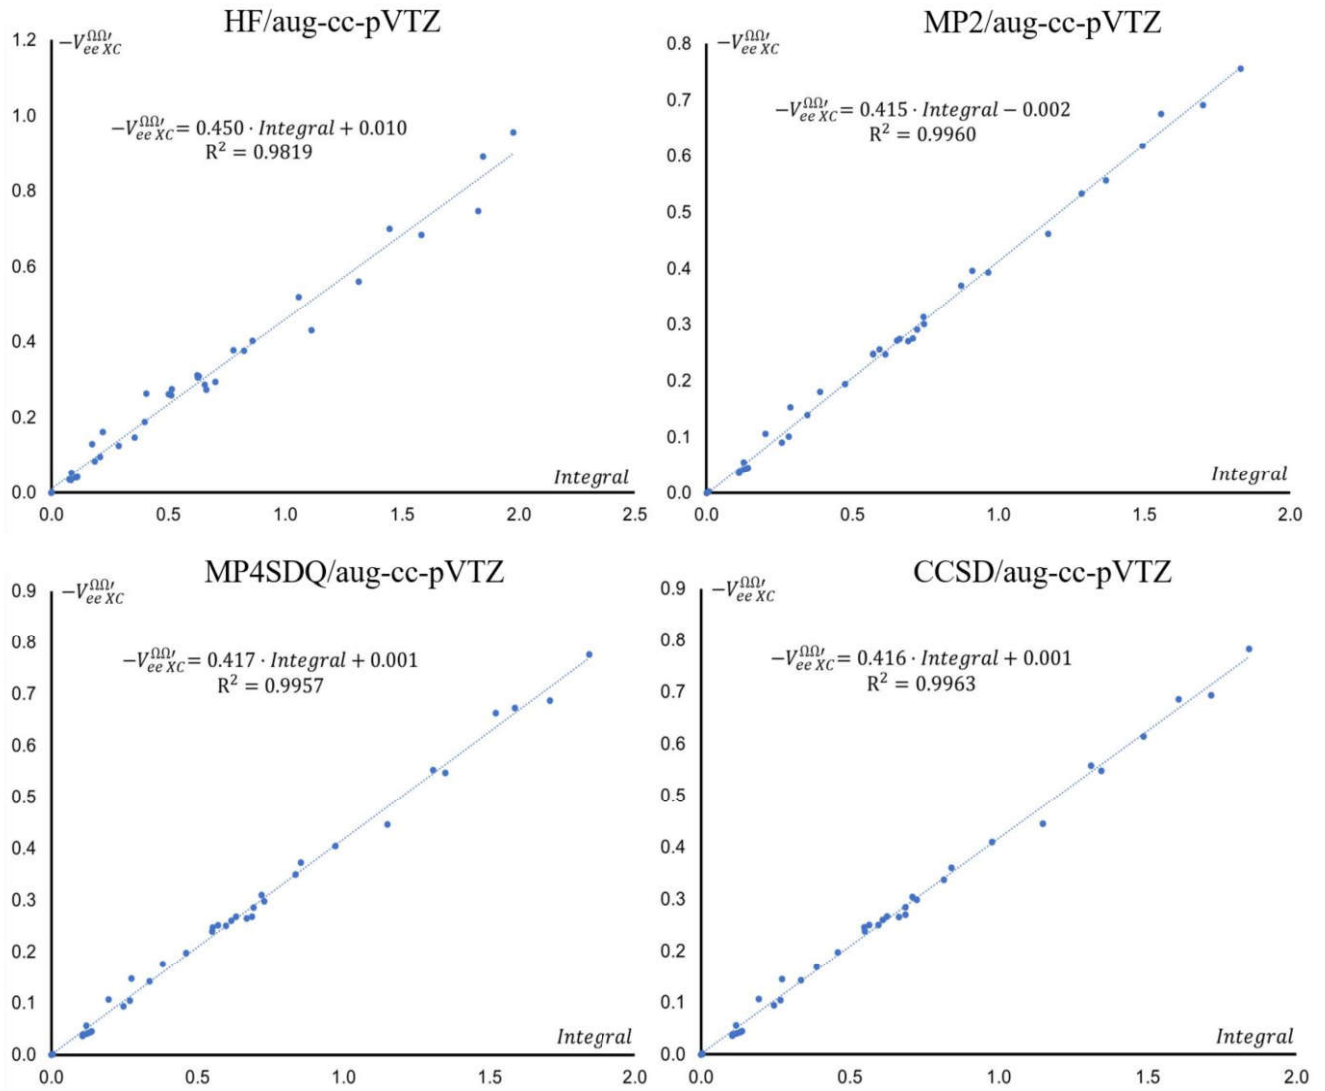 HF/aug-cc-pVTZ
−V_{ee XC}^{ΩΩ′}
−V_{ee XC}^{ΩΩ′} = 0.450 · Integral + 0.010
R² = 0.9819
1.2
1.0
0.8
0.6
0.4
0.2
0.0
Integral
0.0 0.5 1.0 1.5 2.0 2.5
MP2/aug-cc-pVTZ
−V_{ee XC}^{ΩΩ′}
−V_{ee XC}^{ΩΩ′} = 0.415 · Integral − 0.002
R² = 0.9960
0.8
0.7
0.6
0.5
0.4
0.3
0.2
0.1
0.0
Integral
0.0 0.5 1.0 1.5 2.0
MP4SDQ/aug-cc-pVTZ
−V_{ee XC}^{ΩΩ′}
−V_{ee XC}^{ΩΩ′} = 0.417 · Integral + 0.001
R² = 0.9957
0.9
0.8
0.7
0.6
0.5
0.4
0.3
0.2
0.1
0.0
Integral
0.0 0.5 1.0 1.5 2.0
CCSD/aug-cc-pVTZ
−V_{ee XC}^{ΩΩ′}
−V_{ee XC}^{ΩΩ′} = 0.416 · Integral + 0.001
R² = 0.9963
0.9
0.8
0.7
0.6
0.5
0.4
0.3
0.2
0.1
0.0
Integral
0.0 0.5 1.0 1.5 2.0